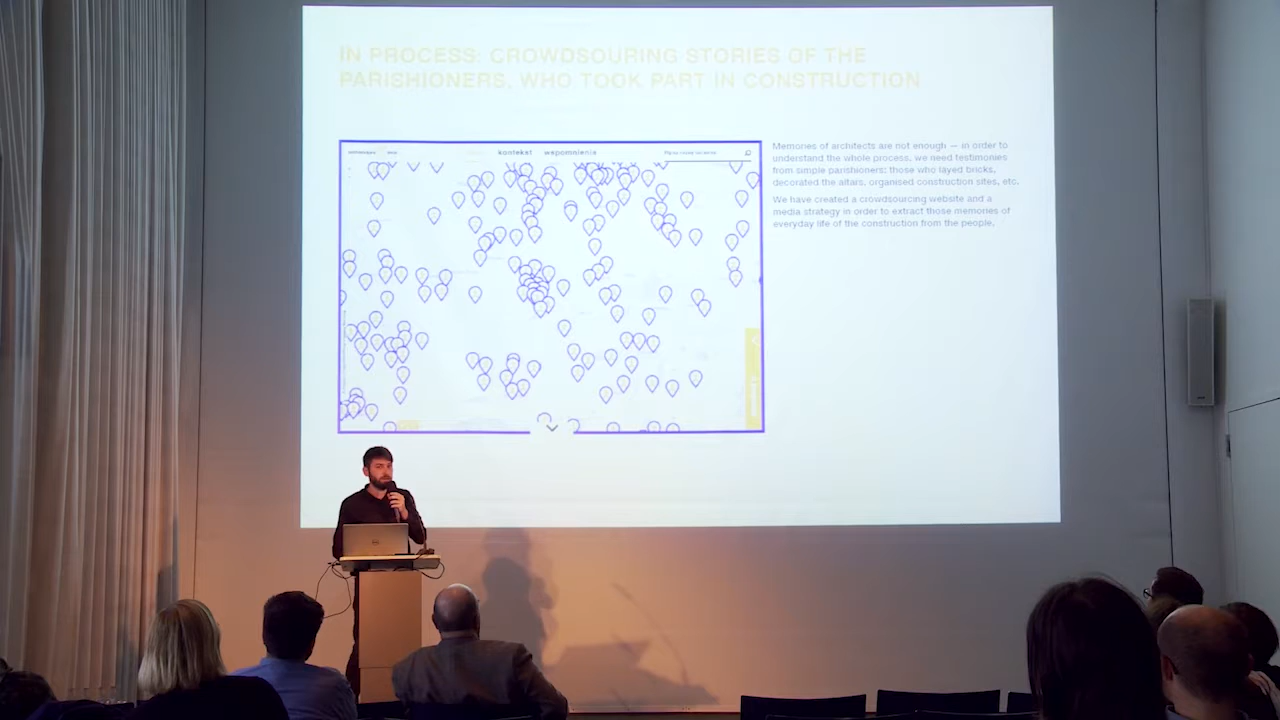 IN PROCESS: CROWDSOURING STORIES OF THE
PARISHIONERS, WHO TOOK PART IN CONSTRUCTION
kontekst wspomnienia
Memories of architects are not enough — in order to
understand the whole process, we need testimonies
from simple parishioners: those who layed bricks,
decorated the altars, organised construction sites, etc.
We have created a crowdsourcing website and a
media strategy in order to extract those memories of
everyday life of the construction from the people.
DELL